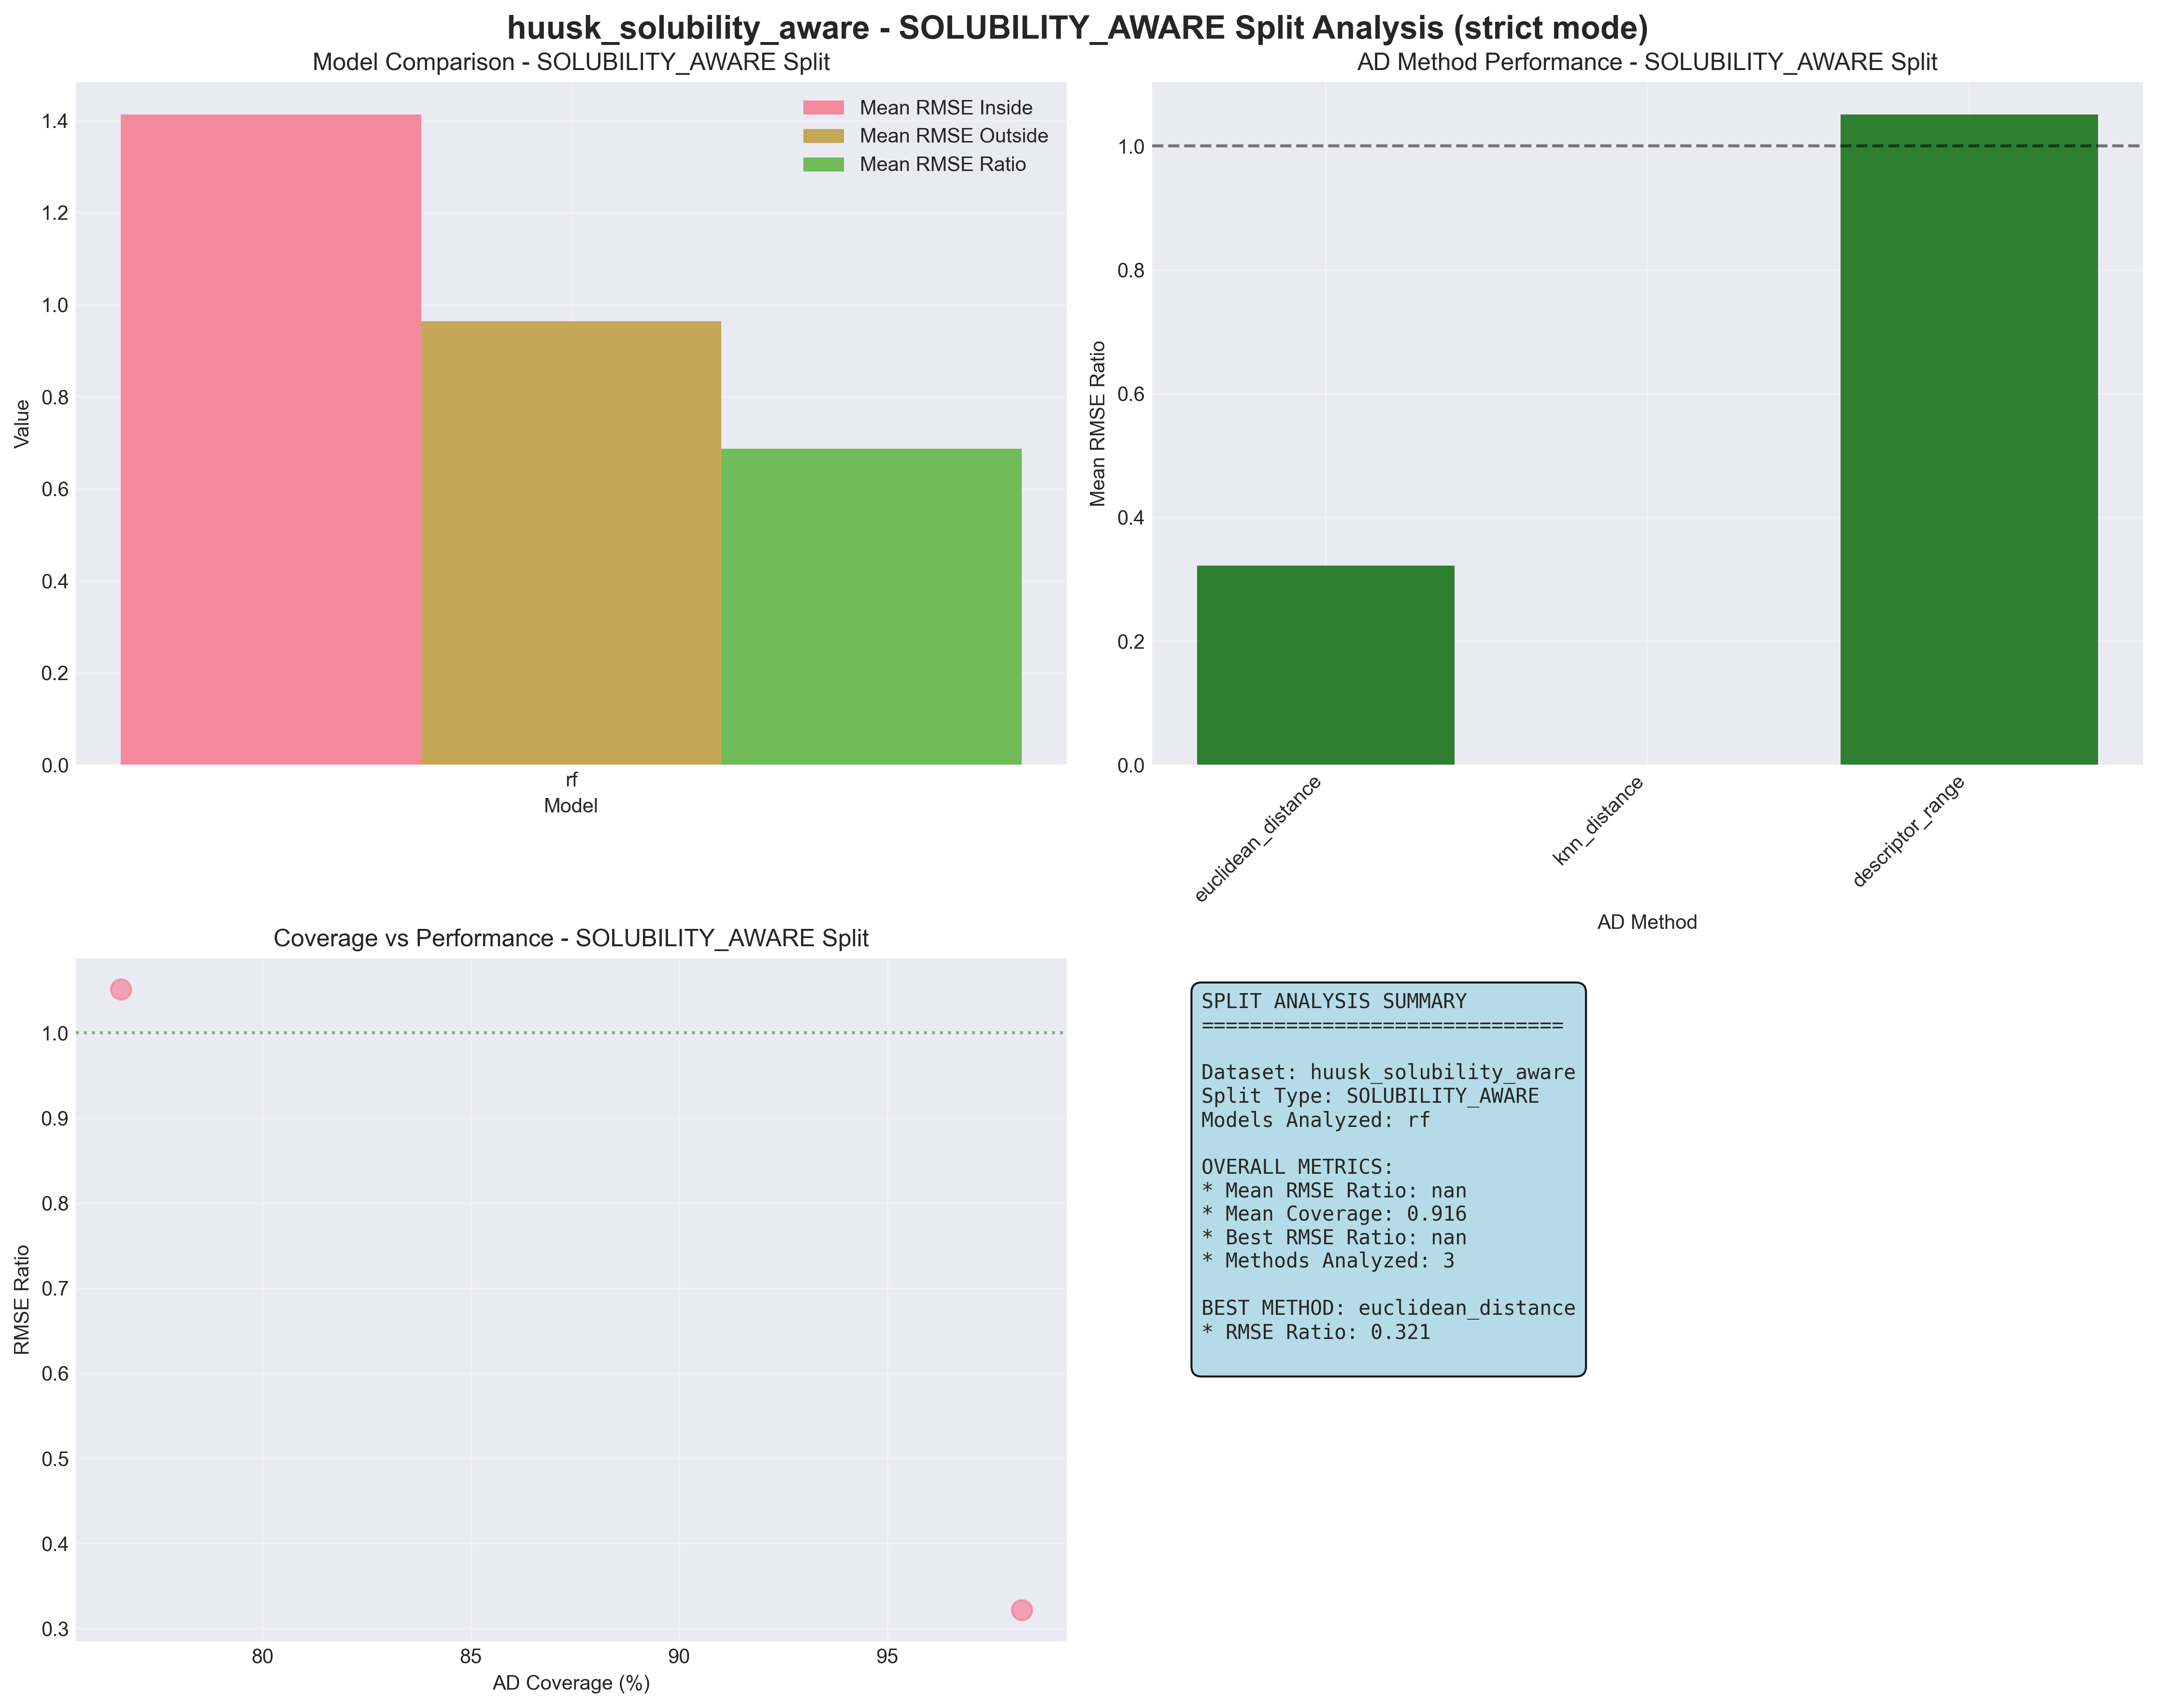 huusk_solubility_aware - SOLUBILITY_AWARE Split Analysis (strict mode)
Model Comparison - SOLUBILITY_AWARE Split
Mean RMSE Inside
Mean RMSE Outside
Mean RMSE Ratio
1.4
1.2
1.0
0.8
0.6
0.4
0.2
0.0
Value
rf
Model
AD Method Performance - SOLUBILITY_AWARE Split
1.0
0.8
0.6
0.4
0.2
0.0
Mean RMSE Ratio
euclidean_distance
knn_distance
descriptor_range
AD Method
Coverage vs Performance - SOLUBILITY_AWARE Split
1.0
0.9
0.8
0.7
0.6
0.5
0.4
0.3
RMSE Ratio
80
85
90
95
AD Coverage (%)
SPLIT ANALYSIS SUMMARY
==============================
Dataset: huusk_solubility_aware
Split Type: SOLUBILITY_AWARE
Models Analyzed: rf
OVERALL METRICS:
* Mean RMSE Ratio: nan
* Mean Coverage: 0.916
* Best RMSE Ratio: nan
* Methods Analyzed: 3
BEST METHOD: euclidean_distance
* RMSE Ratio: 0.321